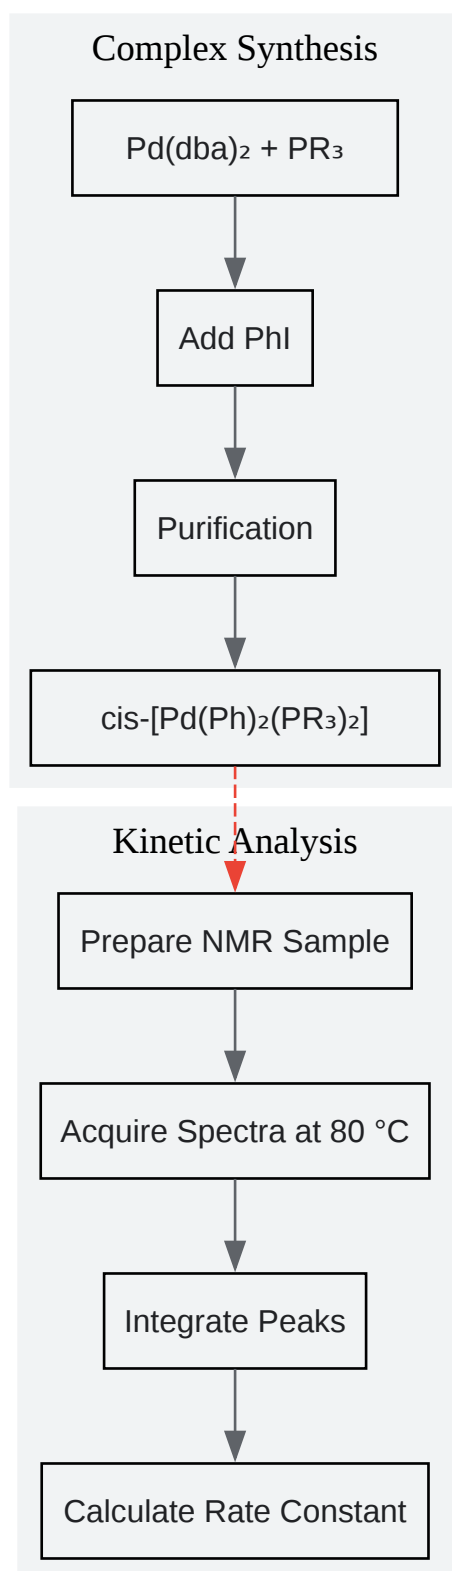 Complex Synthesis
Pd(dba)₂ + PR₃
Add PhI
Purification
cis-[Pd(Ph)₂(PR₃)₂]
Kinetic Analysis
Prepare NMR Sample
Acquire Spectra at 80 °C
Integrate Peaks
Calculate Rate Constant